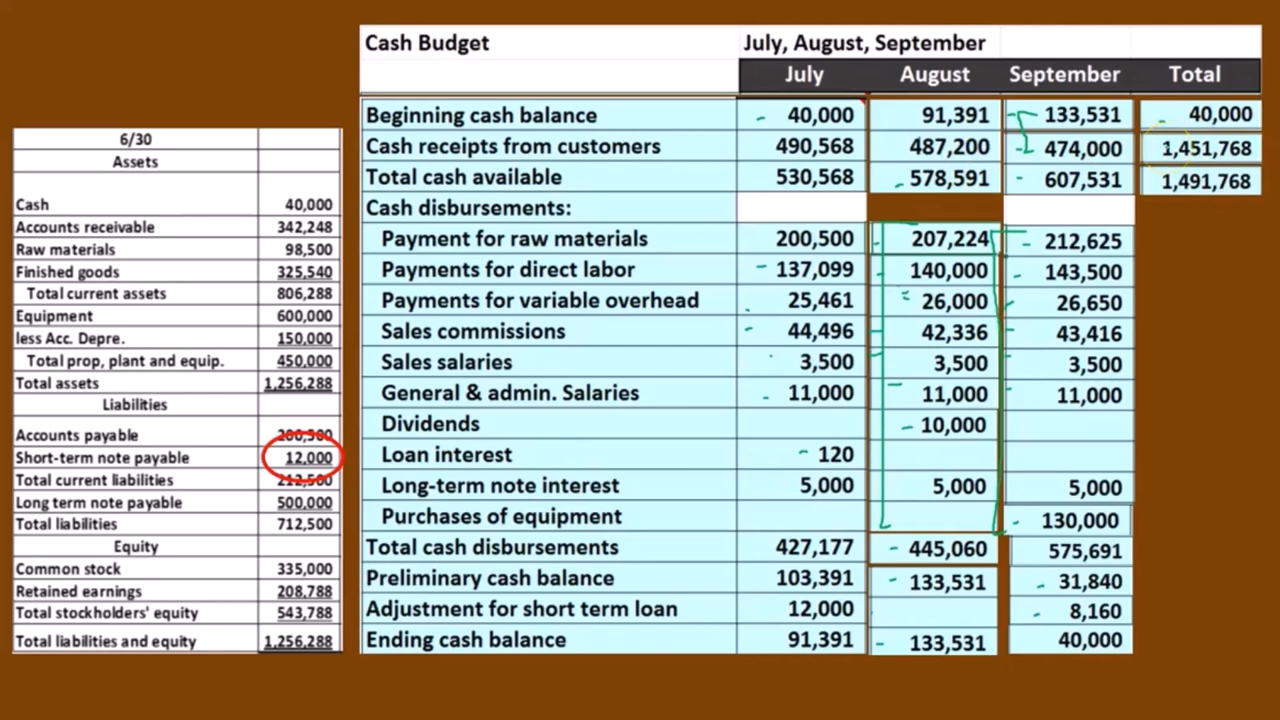 Cash Budget July, August, September
July August September Total
Beginning cash balance 40,000 91,391 133,531 40,000
Cash receipts from customers 490,568 487,200 474,000 1,451,768
Total cash available 530,568 578,591 607,531 1,491,768
Cash disbursements:
Payment for raw materials 200,500 207,224 212,625
Payments for direct labor 137,099 140,000 143,500
Payments for variable overhead 25,461 26,000 26,650
Sales commissions 44,496 42,336 43,416
Sales salaries 3,500 3,500 3,500
General & admin. Salaries 11,000 11,000 11,000
Dividends 10,000
Loan interest 120
Long-term note interest 5,000 5,000 5,000
Purchases of equipment 130,000
Total cash disbursements 427,177 445,060 575,691
Preliminary cash balance 103,391 133,531 31,840
Adjustment for short term loan 12,000 8,160
Ending cash balance 91,391 133,531 40,000
6/30
Assets
Cash 40,000
Accounts receivable 342,248
Raw materials 98,500
Finished goods 325,540
Total current assets 806,288
Equipment 600,000
less Acc. Depre. 150,000
Total prop, plant and equip. 450,000
Total assets 1,256,288
Liabilities
Accounts payable 200,500
Short-term note payable 12,000
Total current liabilities 212,500
Long term note payable 500,000
Total liabilities 712,500
Equity
Common stock 335,000
Retained earnings 208,788
Total stockholders' equity 543,788
Total liabilities and equity 1,256,288